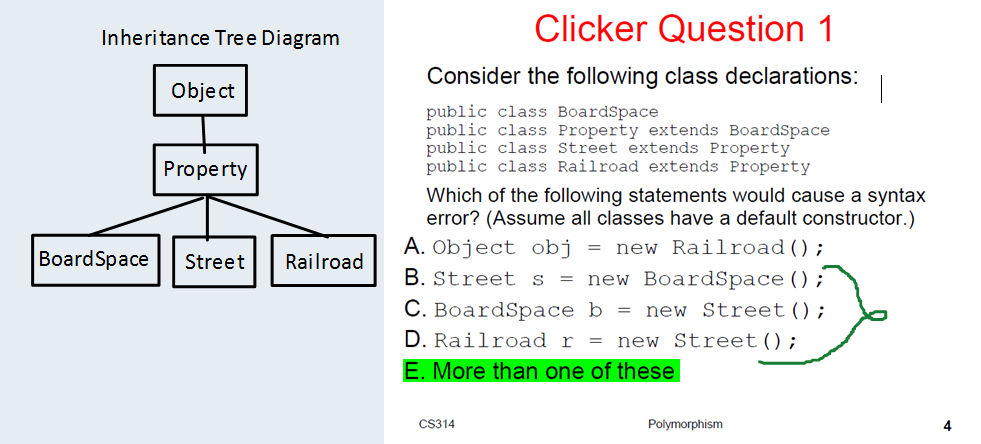 Inheritance Tree Diagram
Object
Property
BoardSpace
Street
Railroad
Clicker Question 1
Consider the following class declarations:
public class BoardSpace
public class Property extends BoardSpace
public class Street extends Property
public class Railroad extends Property
Which of the following statements would cause a syntax
error? (Assume all classes have a default constructor.)
A. Object obj = new Railroad();
B. Street s = new BoardSpace();
C. BoardSpace b = new Street();
D. Railroad r = new Street();
E. More than one of these
CS314
Polymorphism
4